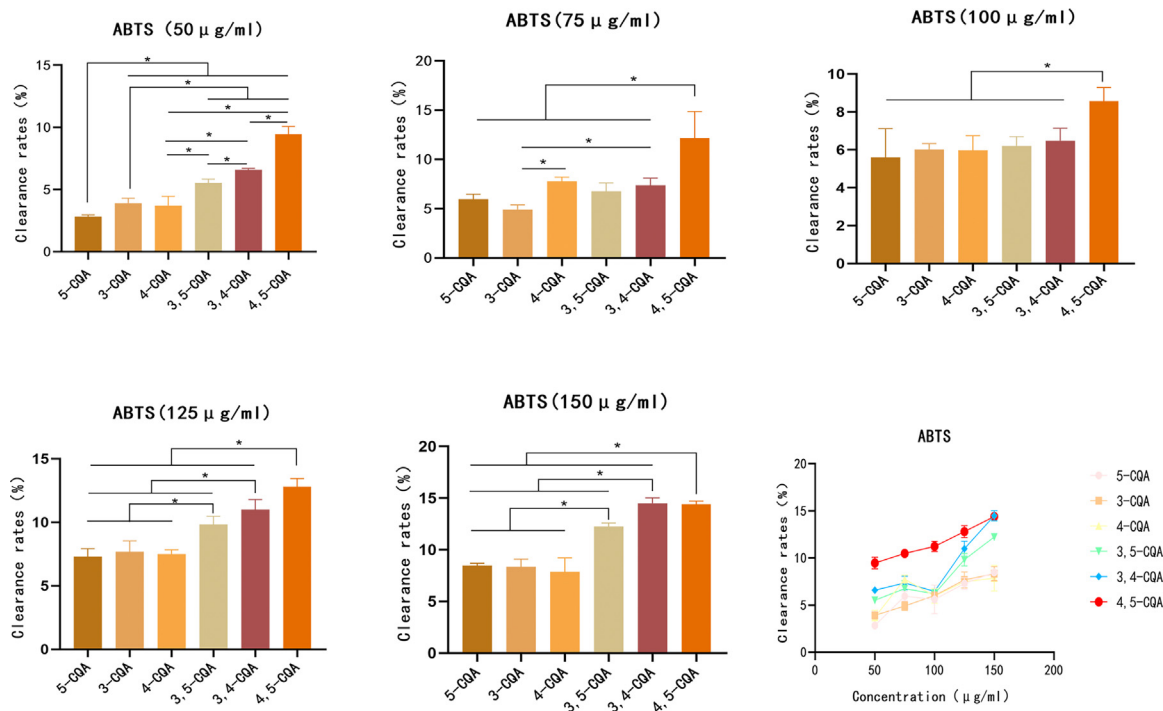 ABTS (50 μg/ml)
Clearance rates (%)
15
10
5
0
*
*
*
*
*
*
*
5-CQA
3-CQA
4-CQA
3,5-CQA
3,4-CQA
4,5-CQA
ABTS(75 μg/ml)
Clearance rates (%)
20
15
10
5
0
*
*
*
5-CQA
3-CQA
4-CQA
3,5-CQA
3,4-CQA
4,5-CQA
ABTS(100 μg/ml)
Clearance rates (%)
10
8
6
4
2
0
*
5-CQA
3-CQA
4-CQA
3,5-CQA
3,4-CQA
4,5-CQA
ABTS(125 μg/ml)
Clearance rates (%)
15
10
5
0
*
*
*
5-CQA
3-CQA
4-CQA
3,5-CQA
3,4-CQA
4,5-CQA
ABTS(150 μg/ml)
Clearance rates (%)
20
15
10
5
0
*
*
*
5-CQA
3-CQA
4-CQA
3,5-CQA
3,4-CQA
4,5-CQA
ABTS
Clearance rates (%)
20
15
10
5
0
0
50
100
150
200
Concentration (μg/ml)
5-CQA
3-CQA
4-CQA
3,5-CQA
3,4-CQA
4,5-CQA